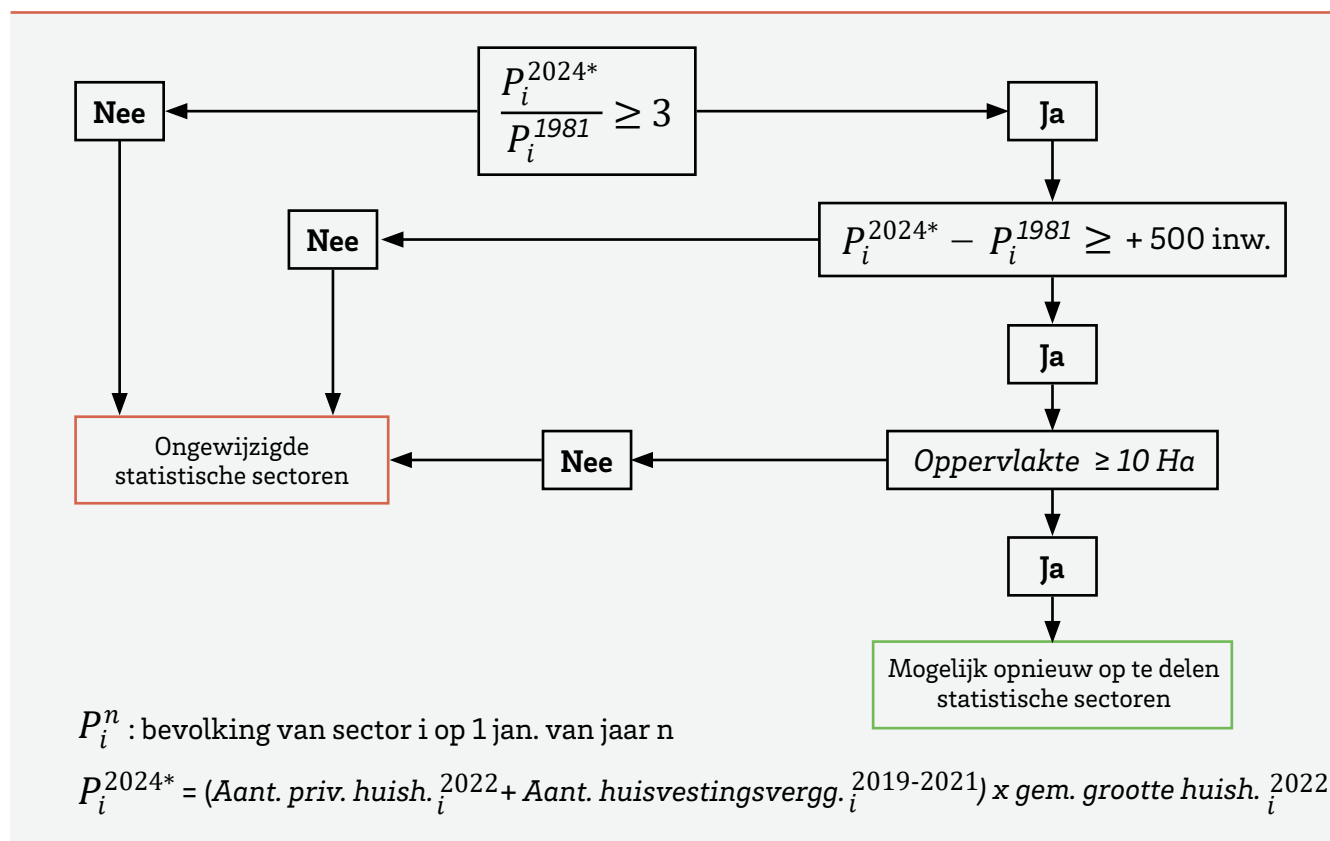 Nee
P_i^2024* / P_i^1981 ≥ 3
Ja
Nee
P_i^2024* − P_i^1981 ≥ + 500 inw.
Ja
Ongewijzigde
statistische sectoren
Nee
Oppervlakte ≥ 10 Ha
Ja
Mogelijk opnieuw op te delen
statistische sectoren
P_i^n : bevolking van sector i op 1 jan. van jaar n
P_i^2024* = (Aant. priv. huish._i^2022 + Aant. huisvestingsvergg._i^2019-2021) x gem. grootte huish._i^2022